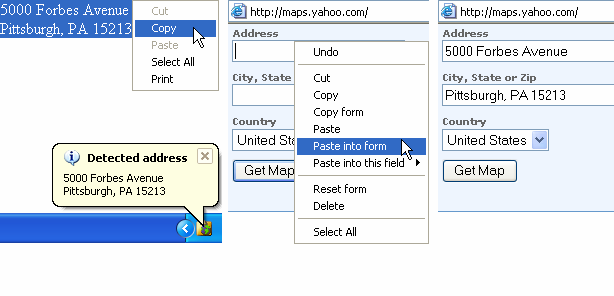 5000 Forbes Avenue
Pittsburgh, PA 15213
Cut
Copy
Paste
Select All
Print
Detected address
5000 Forbes Avenue
Pittsburgh, PA 15213
http://maps.yahoo.com/
Address
City, State
Country
United Sta
Get Map
Undo
Cut
Copy
Copy form
Paste
Paste into form
Paste into this field
Reset form
Delete
Select All
http://maps.yahoo.com/
Address
5000 Forbes Avenue
City, State or Zip
Pittsburgh, PA 15213
Country
United States
Get Map